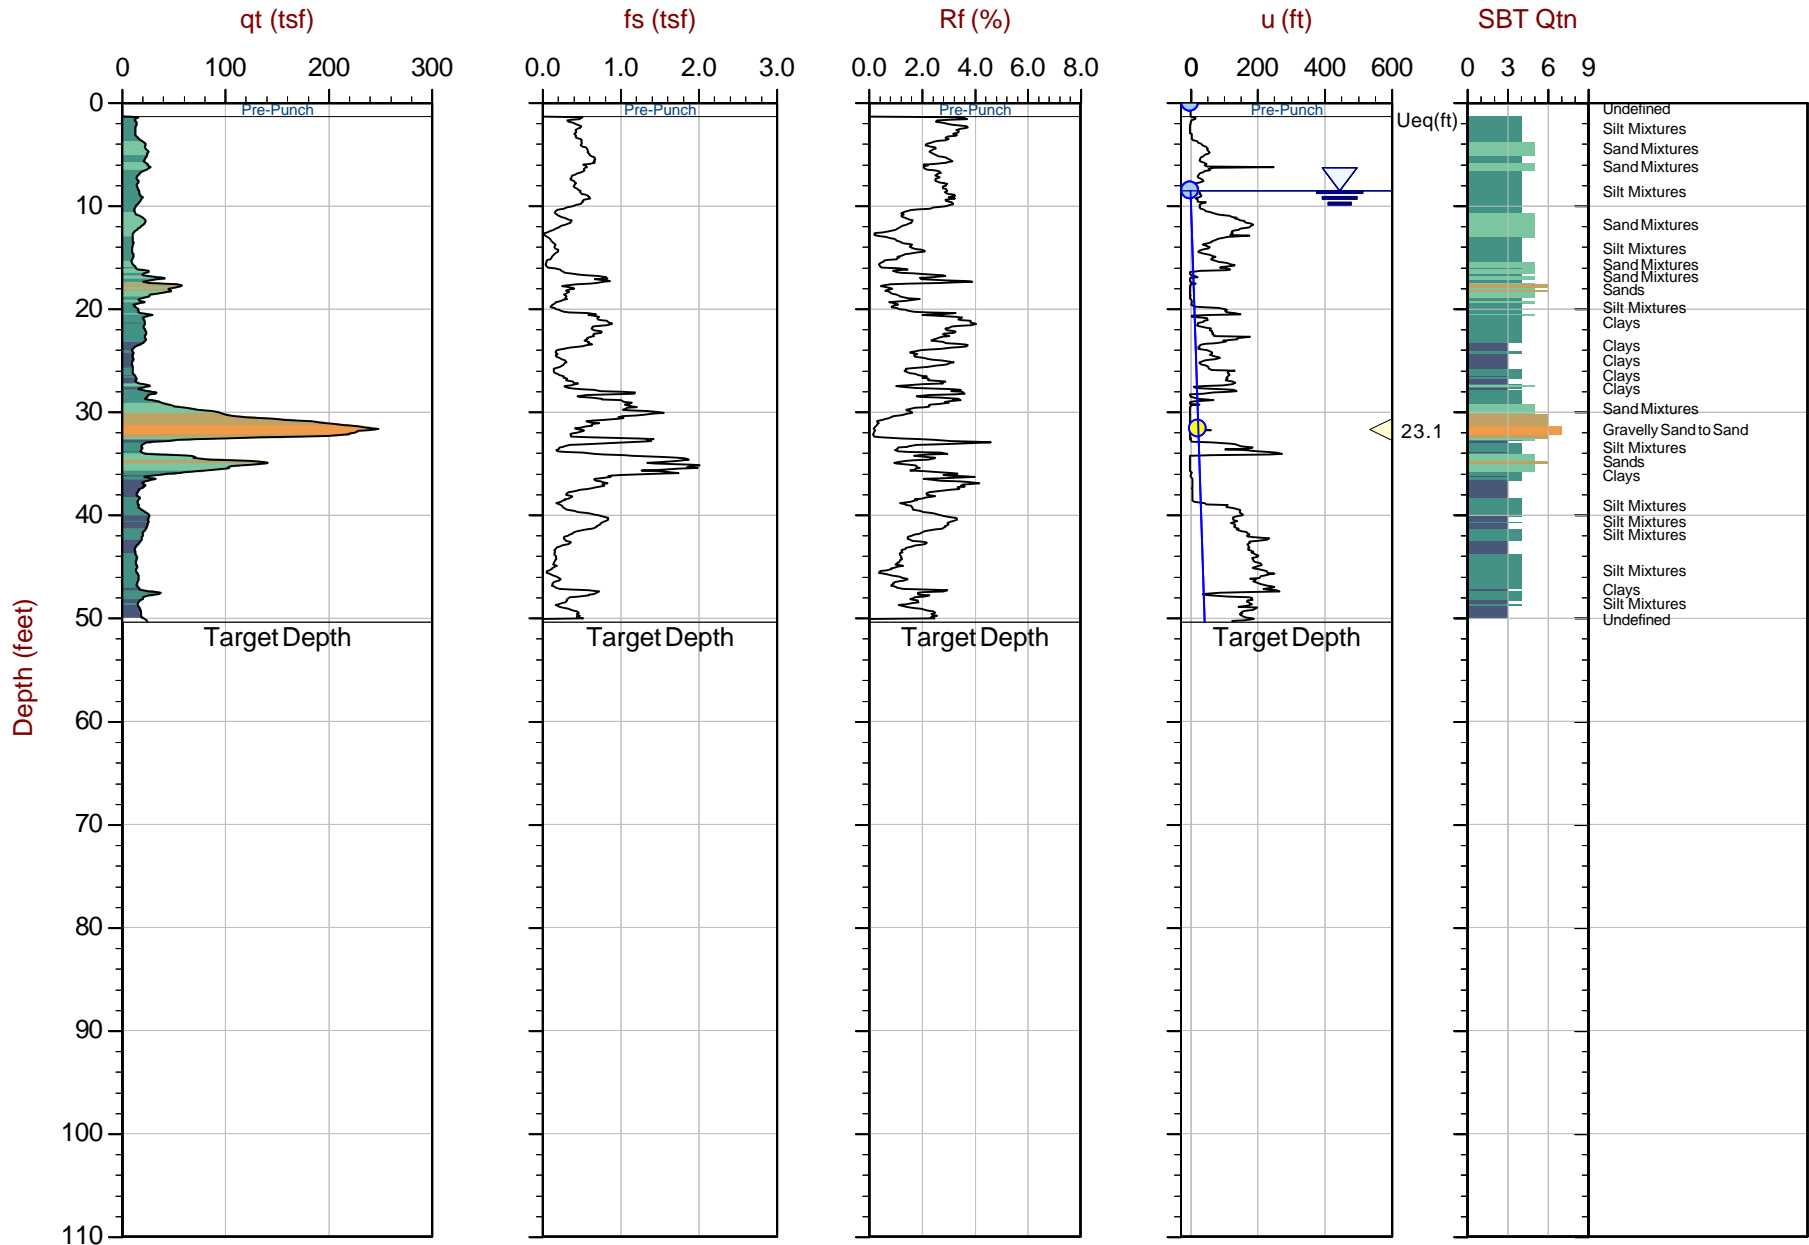 qt (tsf) fs (tsf) Rf (%) u (ft) SBT Qtn
0 100 200 300 0.0 1.0 2.0 3.0 0.0 2.0 4.0 6.0 8.0 0 200 400 600 0 3 6 9
0 Pre-Punch Pre-Punch Pre-Punch Pre-Punch Undefined
Ueq(ft)
Silt Mixtures
Sand Mixtures
Sand Mixtures
Silt Mixtures
10
Sand Mixtures
Silt Mixtures
Sand Mixtures
Sand Mixtures
Sands
20 Silt Mixtures
Clays
Clays
Clays
Clays
Clays
30 Sand Mixtures
23.1 Gravelly Sand to Sand
Silt Mixtures
Sands
Clays
Silt Mixtures
40
Silt Mixtures
Silt Mixtures
Silt Mixtures
Clays
Silt Mixtures
50 Undefined
Target Depth Target Depth Target Depth Target Depth
60
70
80
90
100
110
Depth (feet)